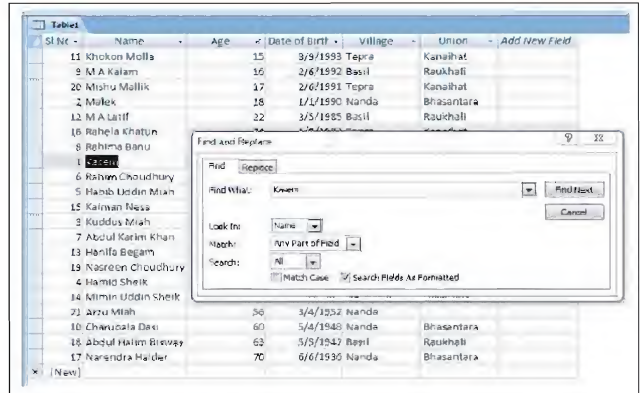 Table1
Sl No Name Age Date of Birth Village Union Add New Field
11 Khokon Molla 15 3/9/1993 Tepra Kanaihat
9 M A Kalam 16 2/6/1992 Basil Raukhali
20 Mishu Mallik 17 2/6/1991 Tepra Kanaihat
2 Malek 18 1/1/1990 Nanda Bhasantara
12 M A Latif 22 3/5/1985 Basil Raukhali
16 Rahela Khatun
8 Rahima Banu
1 Kasem
6 Rahim Choudhury
5 Habib Uddin Miah
15 Kalman Nesa
3 Kuddus Miah
7 Abdul Karim Khan
13 Hanifa Begam
19 Nasreen Choudhury
4 Hamid Sheik
14 Mimin Uddin Sheik
21 Arzu Miah 56 3/4/1952 Nanda
10 Charubala Dasi 60 5/4/1948 Nanda Bhasantara
18 Abdul Halim 63 5/3/1947 Basil Raukhali
17 Narendra Halder 70 6/6/1936 Nanda Bhasantara
(New)
Find and Replace
Find Replace
Find What: Kasem Find Next
Cancel
Look In: Name
Match: Any Part of Field
Search: All
Match Case Search Fields As Formatted